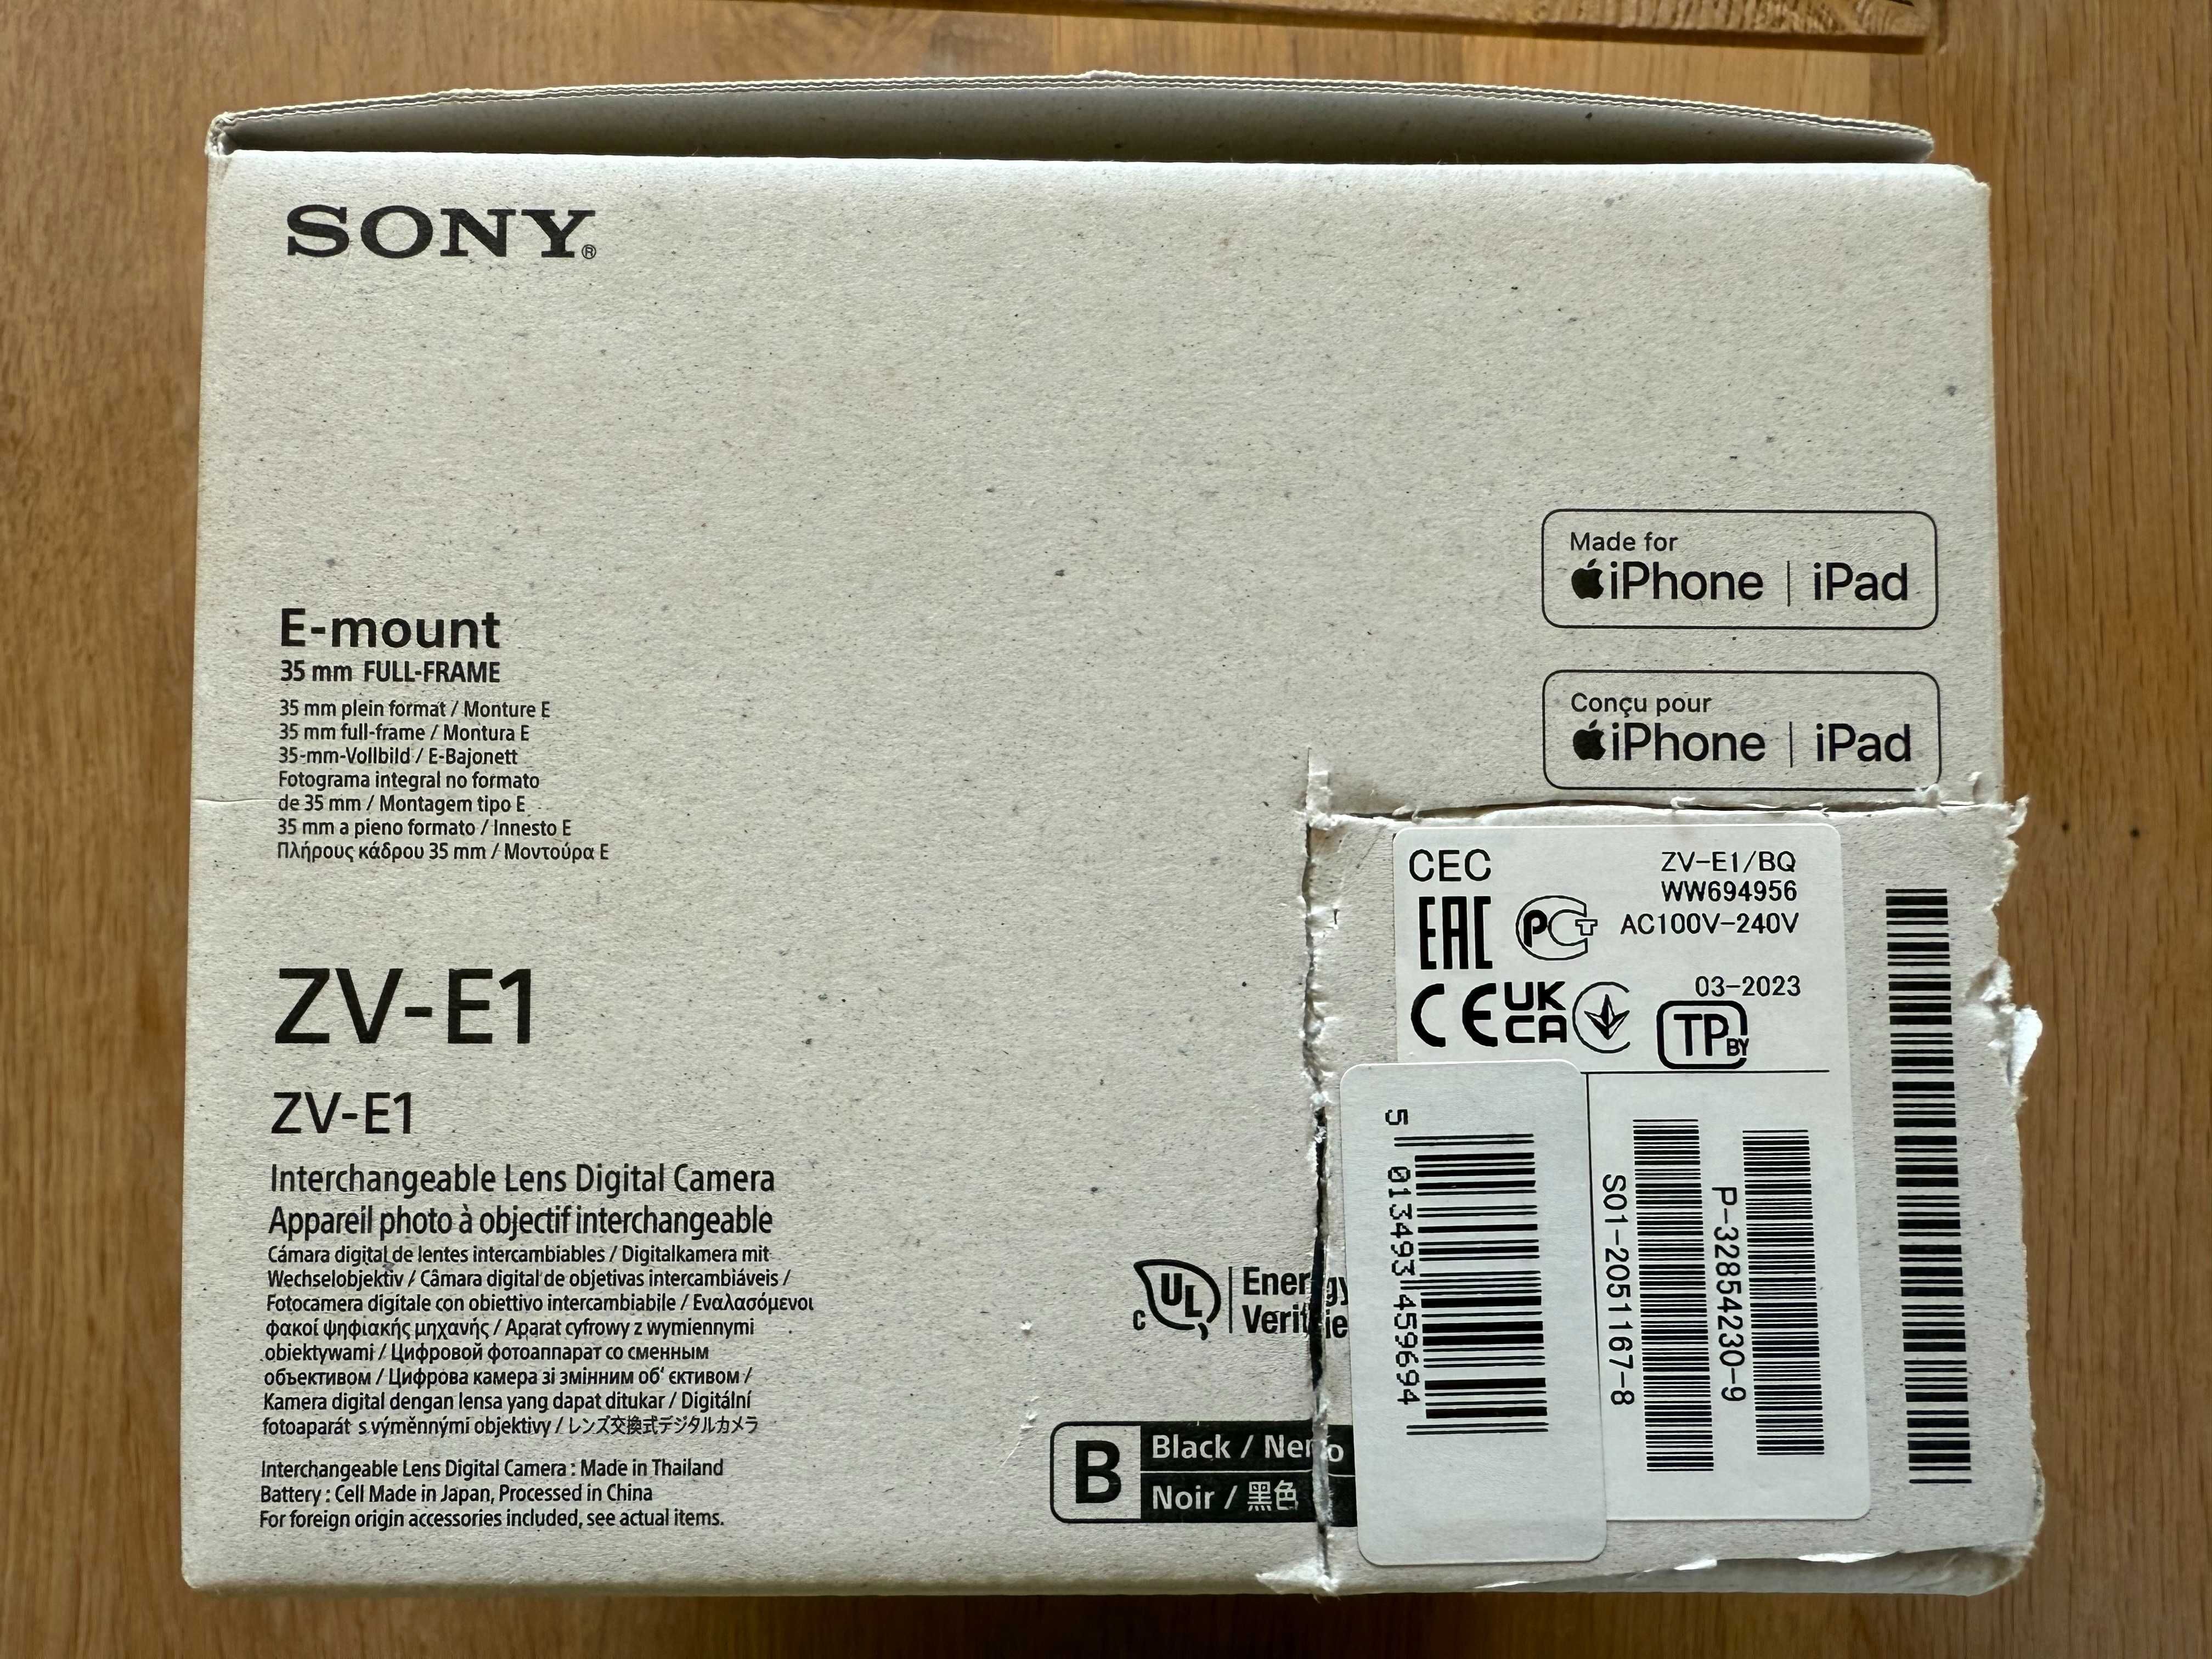 SONY®
Made for
iPhone | iPad
Conçu pour
iPhone | iPad
E-mount
35 mm FULL-FRAME
35 mm plein format / Monture E
35 mm full-frame / Montura E
35-mm-Vollbild / E-Bajonett
Fotograma integral no formato
de 35 mm / Montagem tipo E
35 mm a pieno formato / Innesto E
Πλήρους κάδρου 35 mm / Μοντούρα E
ZV-E1
ZV-E1
Interchangeable Lens Digital Camera
Appareil photo à objectif interchangeable
Cámara digital de lentes intercambiables / Digitalkamera mit
Wechselobjektiv / Câmara digital de objetivas intercambiáveis /
Fotocamera digitale con obiettivo intercambiabile / Εναλασόμενοι
φακοί ψηφιακής μηχανής / Aparat cyfrowy z wymiennymi
obiektywami / Цифровой фотоаппарат со сменным
объективом / Цифрова камера зі змінним об' єктивом /
Kamera digital dengan lensa yang dapat ditukar / Digitální
fotoaparát s výměnnými objektivy / レンズ交換式デジタルカメラ
Interchangeable Lens Digital Camera : Made in Thailand
Battery : Cell Made in Japan, Processed in China
For foreign origin accessories included, see actual items.
c UL Energy
Verifie
B Black / Nero
Noir / 黑色
CEC
ZV-E1/BQ
WW694956
EAC PCT AC100V-240V
03-2023
CE UK
CA
TP BY
5 013493 459694
S01-2051167-8
P-32854230-9